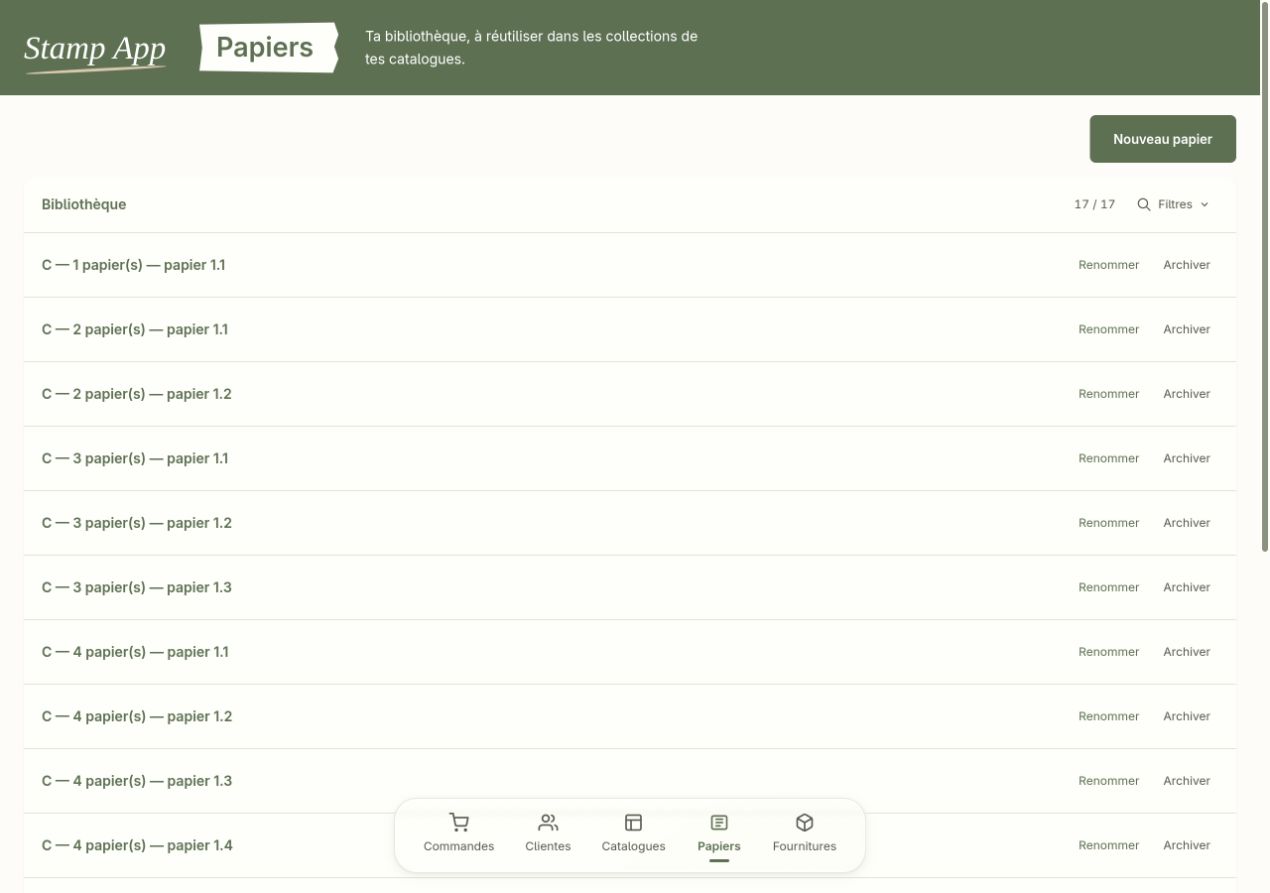 Stamp App
Papiers
Ta bibliothèque, à réutiliser dans les collections de
tes catalogues.
Nouveau papier
Bibliothèque 17 / 17 Filtres
C — 1 papier(s) — papier 1.1 Renommer Archiver
C — 2 papier(s) — papier 1.1 Renommer Archiver
C — 2 papier(s) — papier 1.2 Renommer Archiver
C — 3 papier(s) — papier 1.1 Renommer Archiver
C — 3 papier(s) — papier 1.2 Renommer Archiver
C — 3 papier(s) — papier 1.3 Renommer Archiver
C — 4 papier(s) — papier 1.1 Renommer Archiver
C — 4 papier(s) — papier 1.2 Renommer Archiver
C — 4 papier(s) — papier 1.3 Renommer Archiver
C — 4 papier(s) — papier 1.4 Renommer Archiver
Commandes Clientes Catalogues Papiers Fournitures